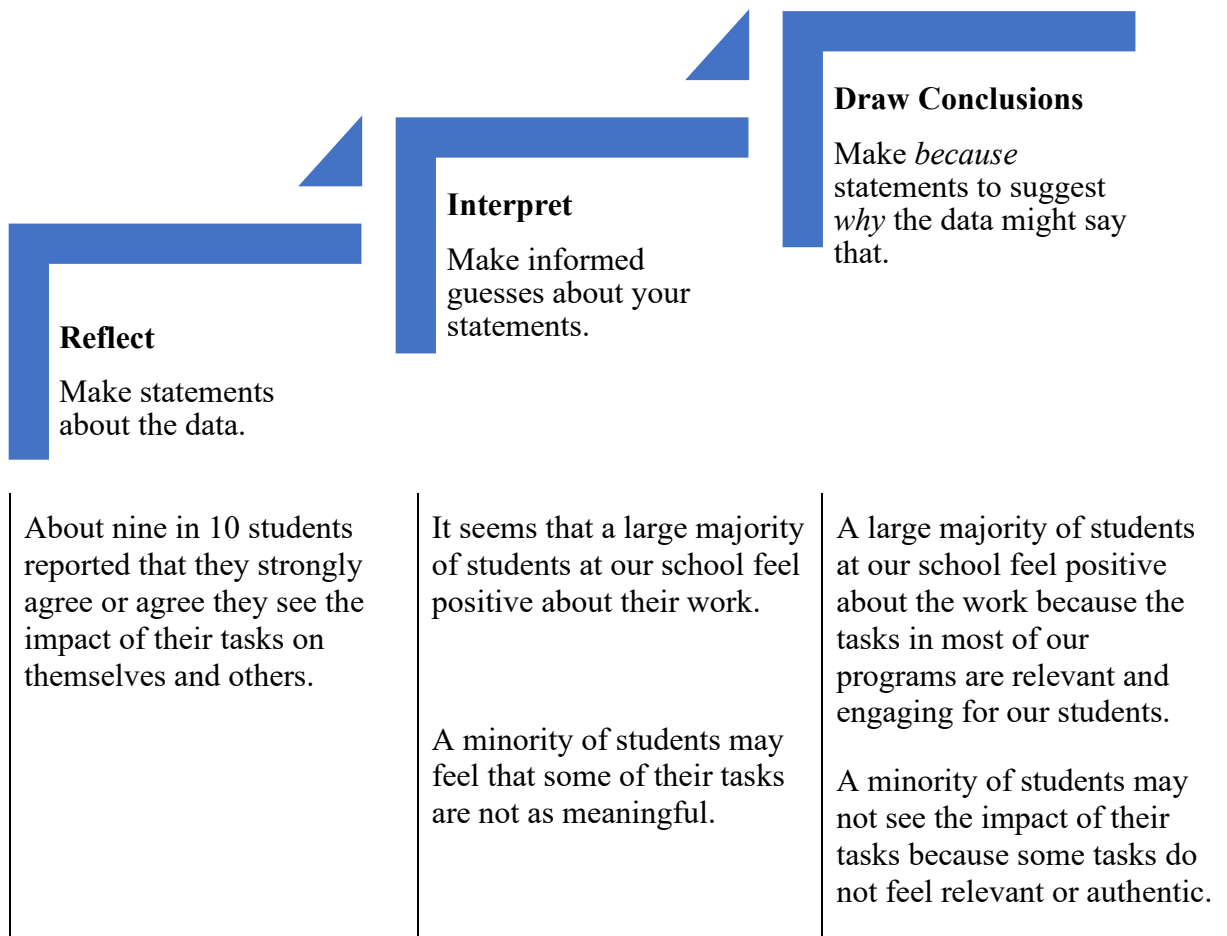 Reflect
Make statements
about the data.
Interpret
Make informed
guesses about your
statements.
Draw Conclusions
Make because
statements to suggest
why the data might say
that.
About nine in 10 students
reported that they strongly
agree or agree they see the
impact of their tasks on
themselves and others.
It seems that a large majority
of students at our school feel
positive about their work.
A minority of students may
feel that some of their tasks
are not as meaningful.
A large majority of students
at our school feel positive
about the work because the
tasks in most of our
programs are relevant and
engaging for our students.
A minority of students may
not see the impact of their
tasks because some tasks do
not feel relevant or authentic.